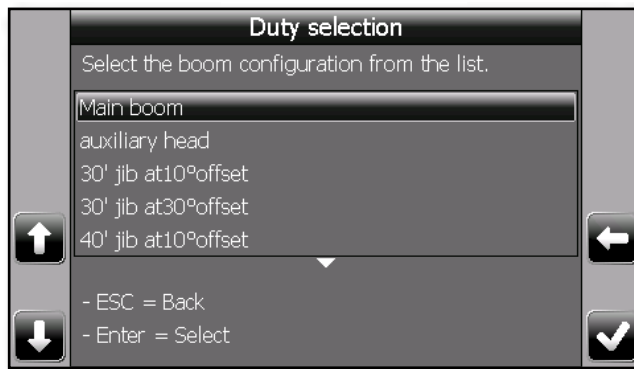 Duty selection
Select the boom configuration from the list.
Main boom
auxiliary head
30' jib at10°offset
30' jib at30°offset
40' jib at10°offset
- ESC = Back
- Enter = Select